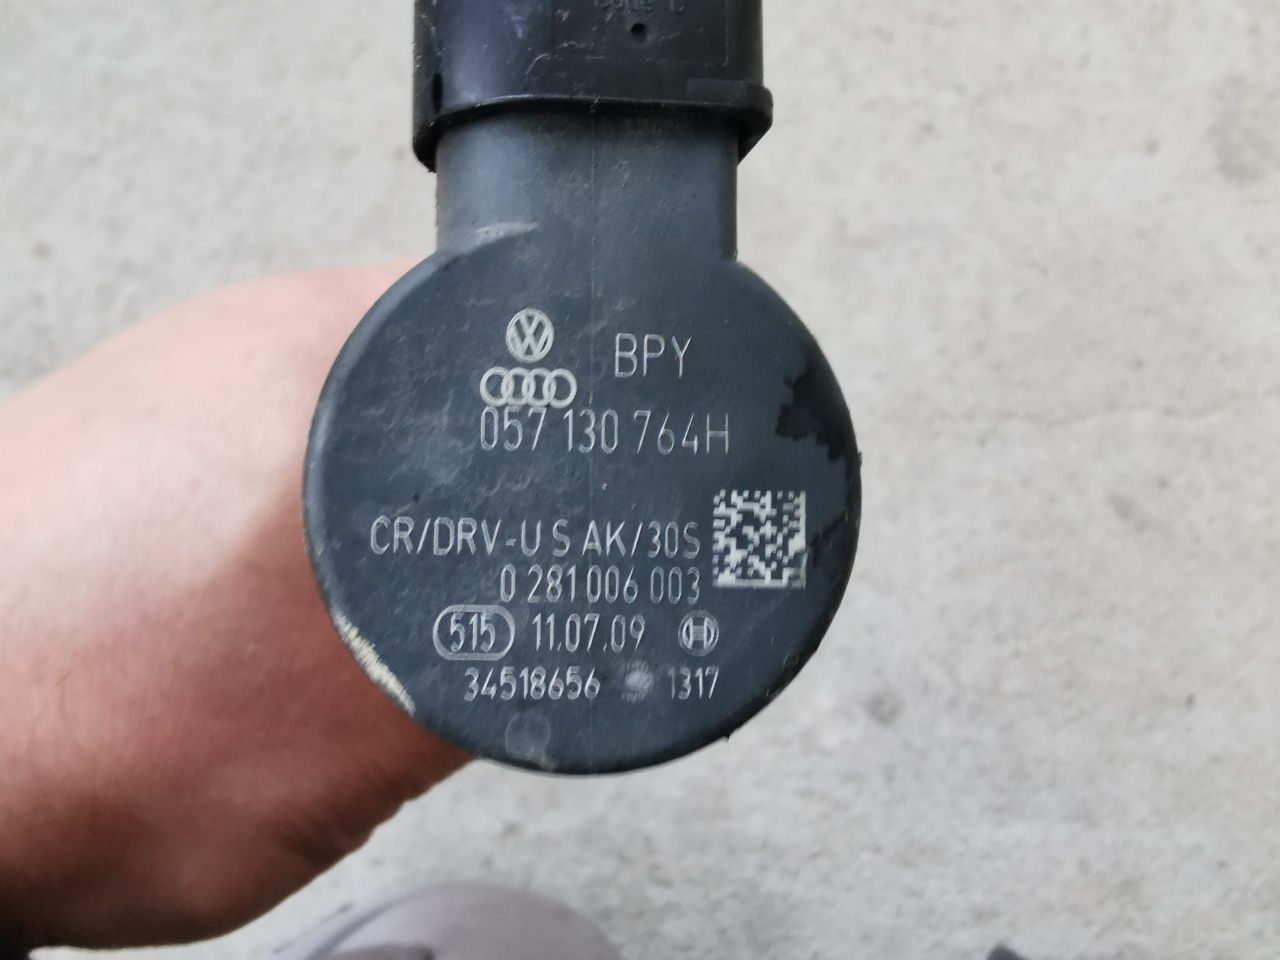 BPY
057 130 764H
CR/DRV-U S AK/30S
0 281 006 003
515 11.07.09
34518656 1317